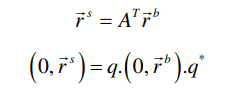 r⃗ˢ = Aᵀr⃗ᵇ
(0, r⃗ˢ) = q.(0, r⃗ᵇ).q*